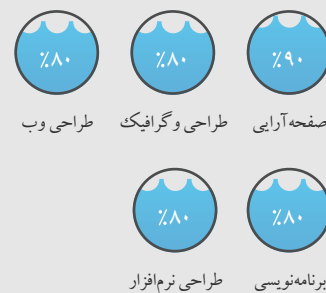 ٪۹۰ ٪۸۰ ٪۸۰
صفحه‌آرایی طراحی و گرافیک طراحی وب
٪۸۰ ٪۸۰
برنامه‌نویسی طراحی نرم‌افزار